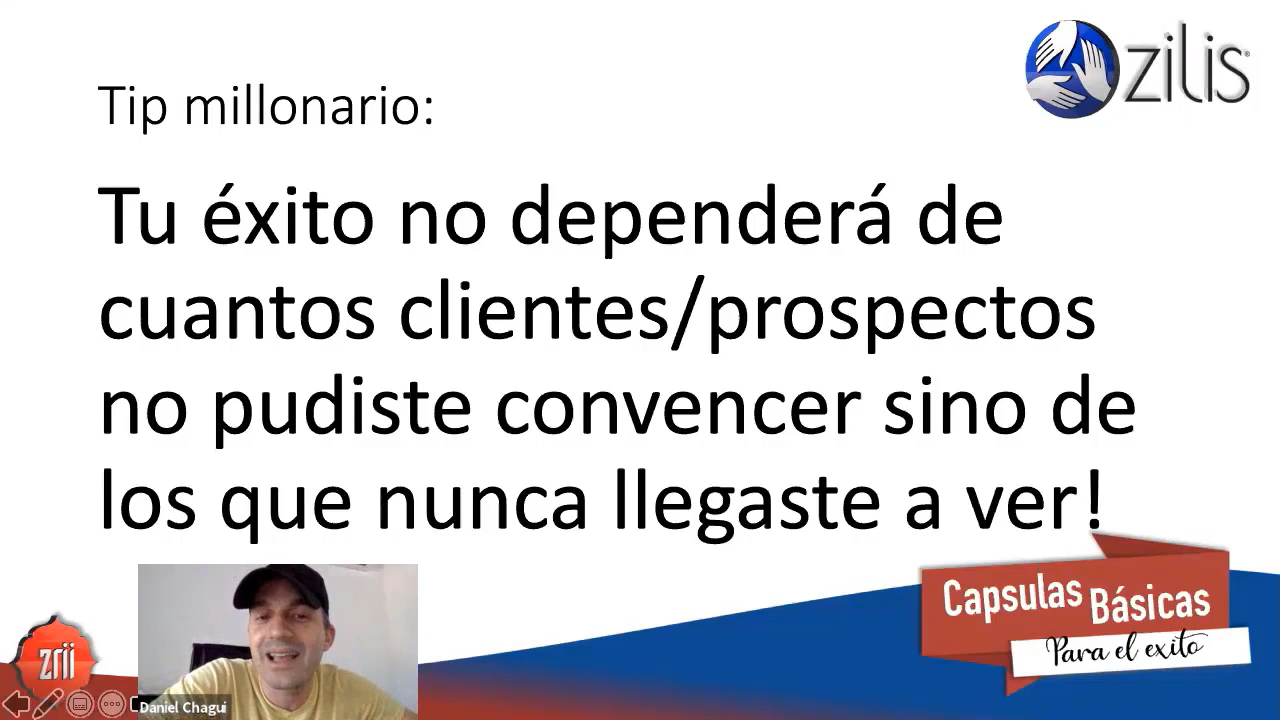 zilis
Tip millonario:
Tu éxito no dependerá de
cuantos clientes/prospectos
no pudiste convencer sino de
los que nunca llegaste a ver!
Capsulas Básicas
Para el exito
zrii
Daniel Chagui